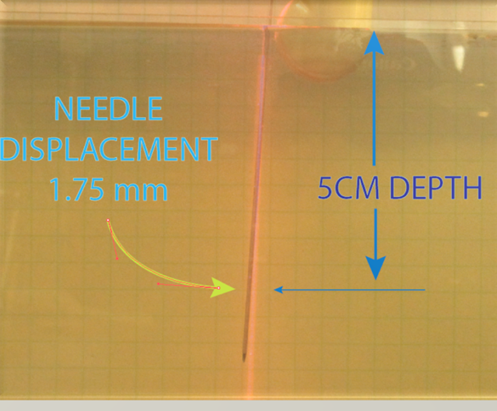 NEEDLE
DISPLACEMENT
1.75 mm
5CM DEPTH